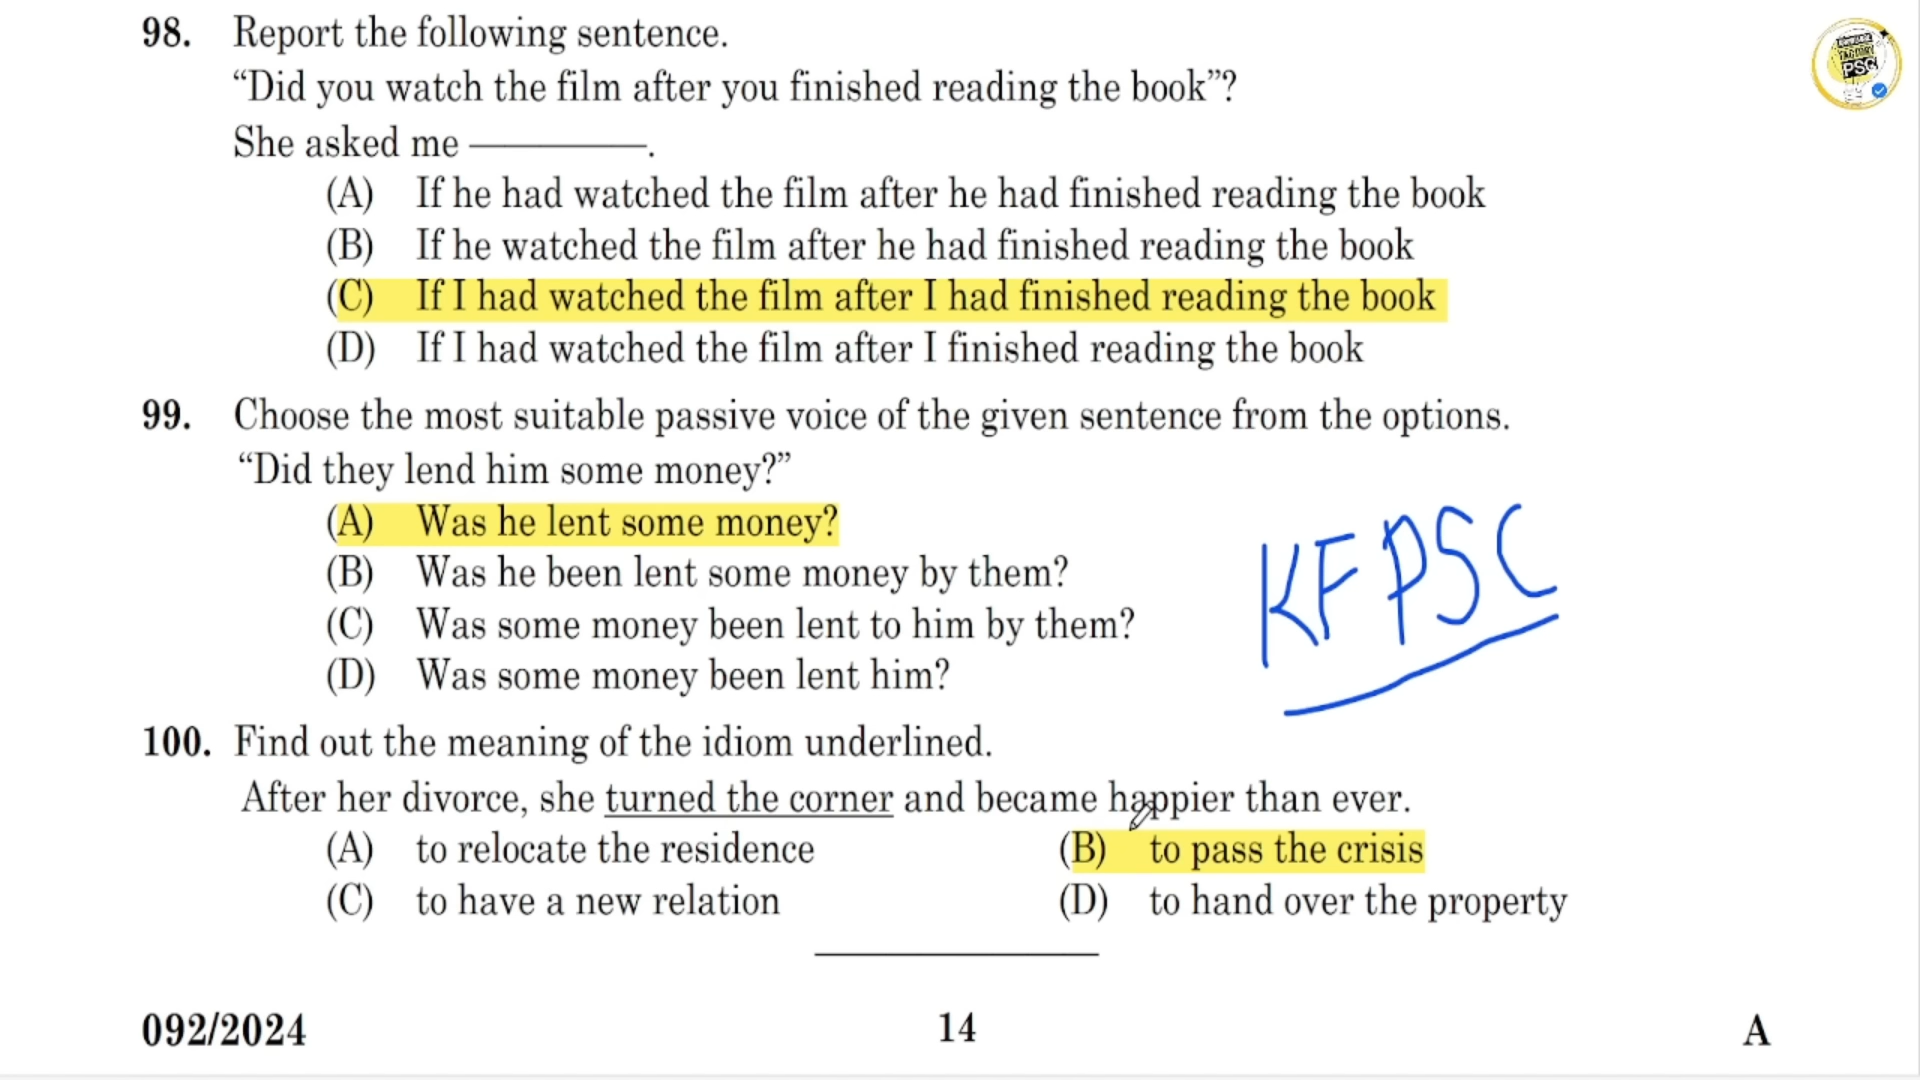 98. Report the following sentence.
“Did you watch the film after you finished reading the book”?
She asked me ————.
(A) If he had watched the film after he had finished reading the book
(B) If he watched the film after he had finished reading the book
(C) If I had watched the film after I had finished reading the book
(D) If I had watched the film after I finished reading the book
99. Choose the most suitable passive voice of the given sentence from the options.
“Did they lend him some money?”
(A) Was he lent some money?
(B) Was he been lent some money by them?
(C) Was some money been lent to him by them?
(D) Was some money been lent him?
KFPSC
100. Find out the meaning of the idiom underlined.
After her divorce, she turned the corner and became happier than ever.
(A) to relocate the residence (B) to pass the crisis
(C) to have a new relation (D) to hand over the property
092/2024 14 A
PSC